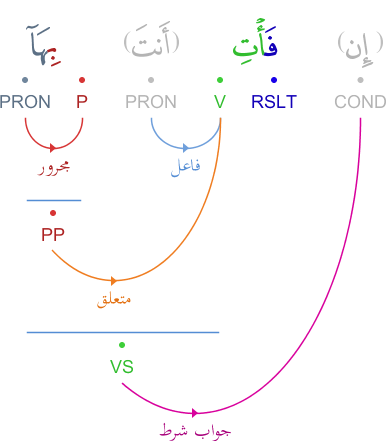 (إِن) فَأْتِ (أَنتَ) بِهَآ
COND RSLT V PRON P PRON
فاعل مجرور
PP
متعلق
VS
جواب شرط